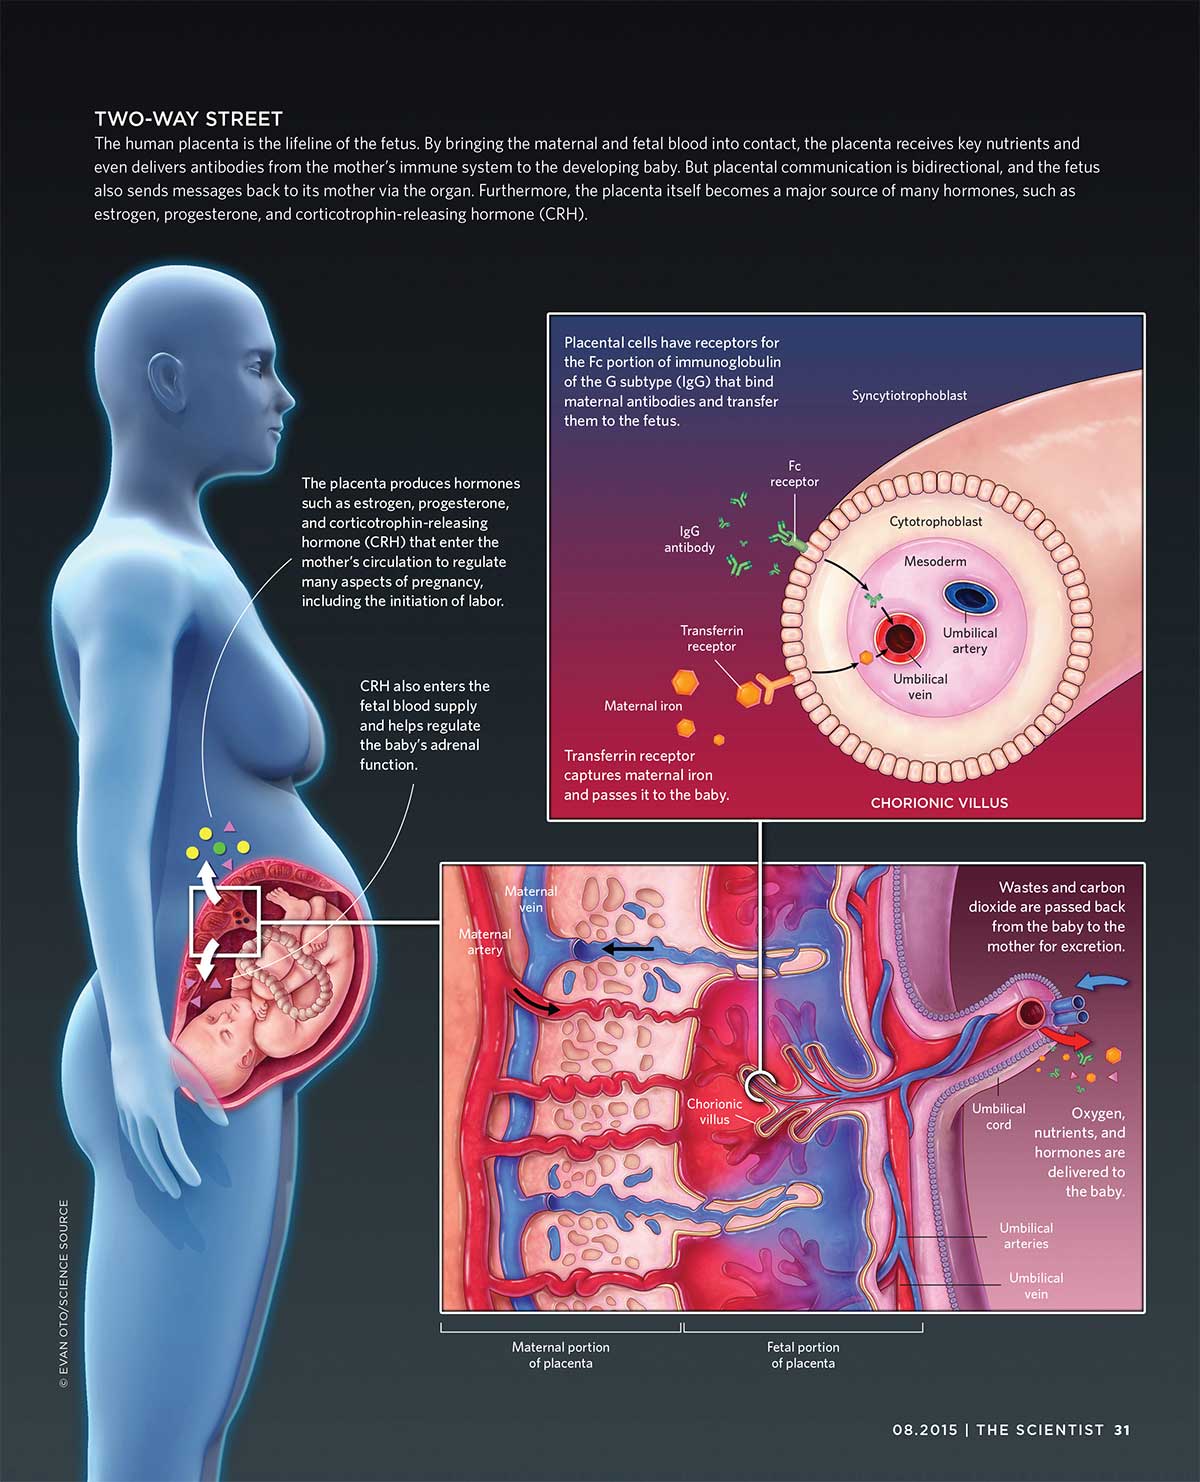 TWO-WAY STREET
The human placenta is the lifeline of the fetus. By bringing the maternal and fetal blood into contact, the placenta receives key nutrients and
even delivers antibodies from the mother's immune system to the developing baby. But placental communication is bidirectional, and the fetus
also sends messages back to its mother via the organ. Furthermore, the placenta itself becomes a major source of many hormones, such as
estrogen, progesterone, and corticotrophin-releasing hormone (CRH).
The placenta produces hormones
such as estrogen, progesterone,
and corticotrophin-releasing
hormone (CRH) that enter the
mother's circulation to regulate
many aspects of pregnancy,
including the initiation of labor.
CRH also enters the
fetal blood supply
and helps regulate
the baby's adrenal
function.
Placental cells have receptors for
the Fc portion of immunoglobulin
of the G subtype (IgG) that bind
maternal antibodies and transfer
them to the fetus.
Syncytiotrophoblast
Fc
receptor
IgG
antibody
Cytotrophoblast
Mesoderm
Umbilical
artery
Umbilical
vein
Transferrin
receptor
Maternal iron
Transferrin receptor
captures maternal iron
and passes it to the baby.
CHORIONIC VILLUS
Maternal
vein
Maternal
artery
Wastes and carbon
dioxide are passed back
from the baby to the
mother for excretion.
Chorionic
villus
Umbilical
cord
Oxygen,
nutrients, and
hormones are
delivered to
the baby.
Umbilical
arteries
Umbilical
vein
Maternal portion
of placenta
Fetal portion
of placenta
© EVAN OTO/SCIENCE SOURCE
08.2015 | THE SCIENTIST 31